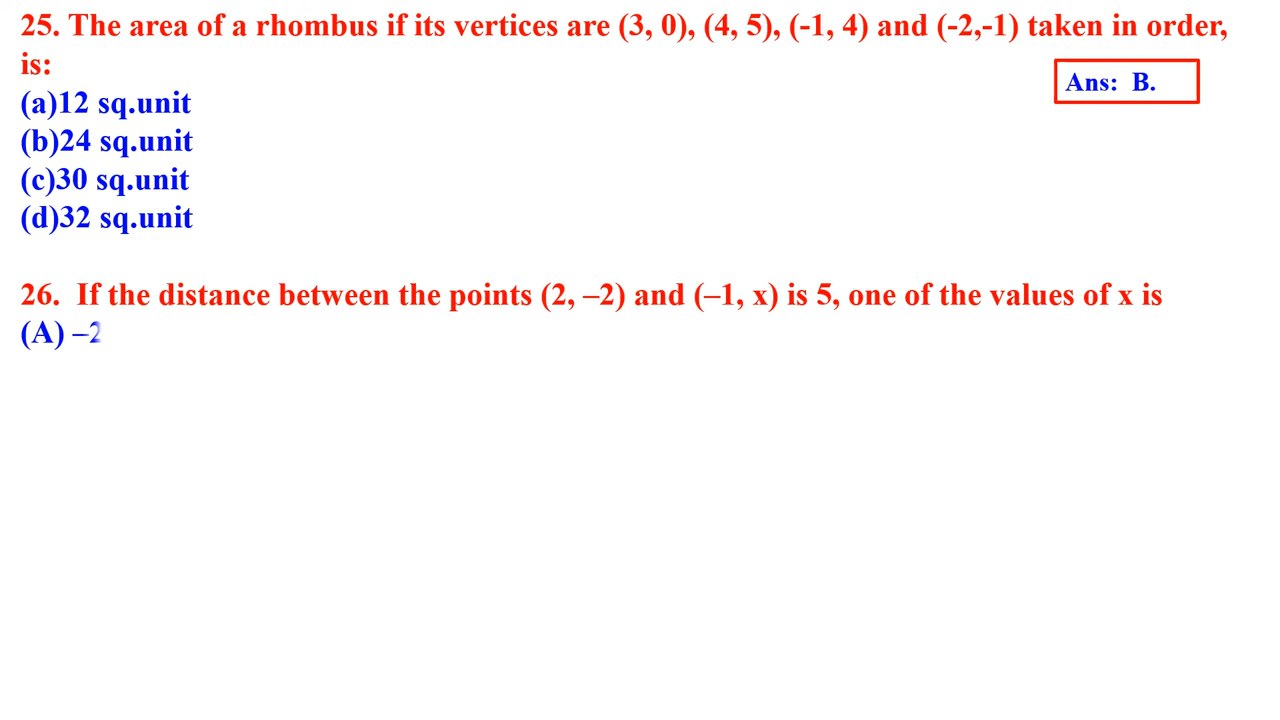 25. The area of a rhombus if its vertices are (3, 0), (4, 5), (-1, 4) and (-2,-1) taken in order,
is:
Ans: B.
(a)12 sq.unit
(b)24 sq.unit
(c)30 sq.unit
(d)32 sq.unit
26. If the distance between the points (2, –2) and (–1, x) is 5, one of the values of x is
(A) –2